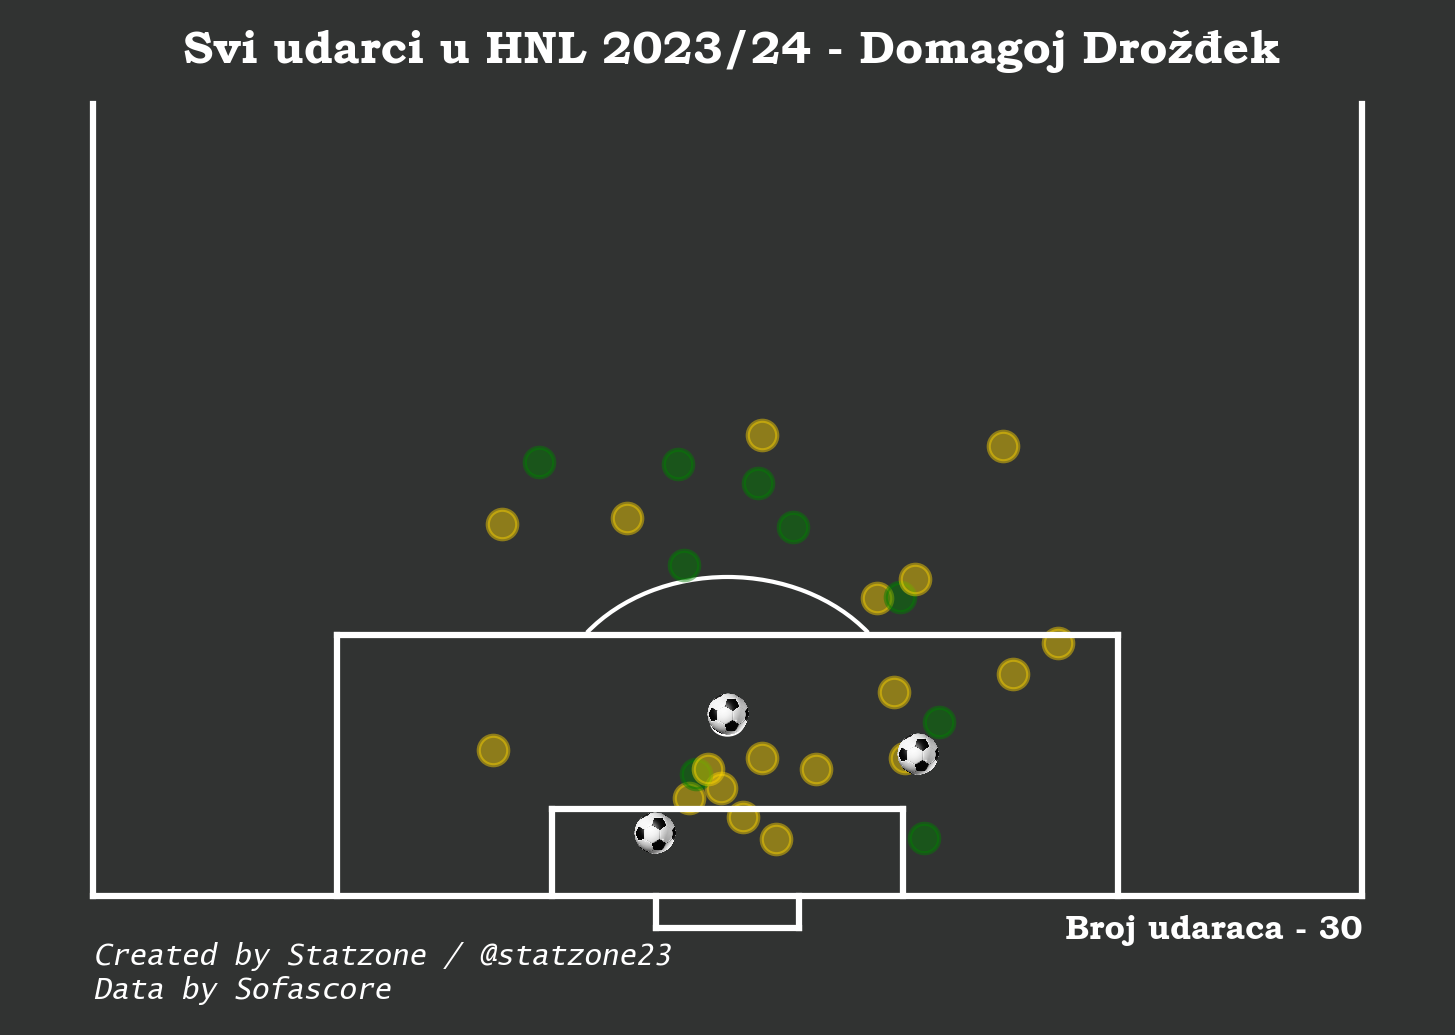 Svi udarci u HNL 2023/24 - Domagoj Drožđek
Broj udaraca - 30
Created by Statzone / @statzone23
Data by Sofascore